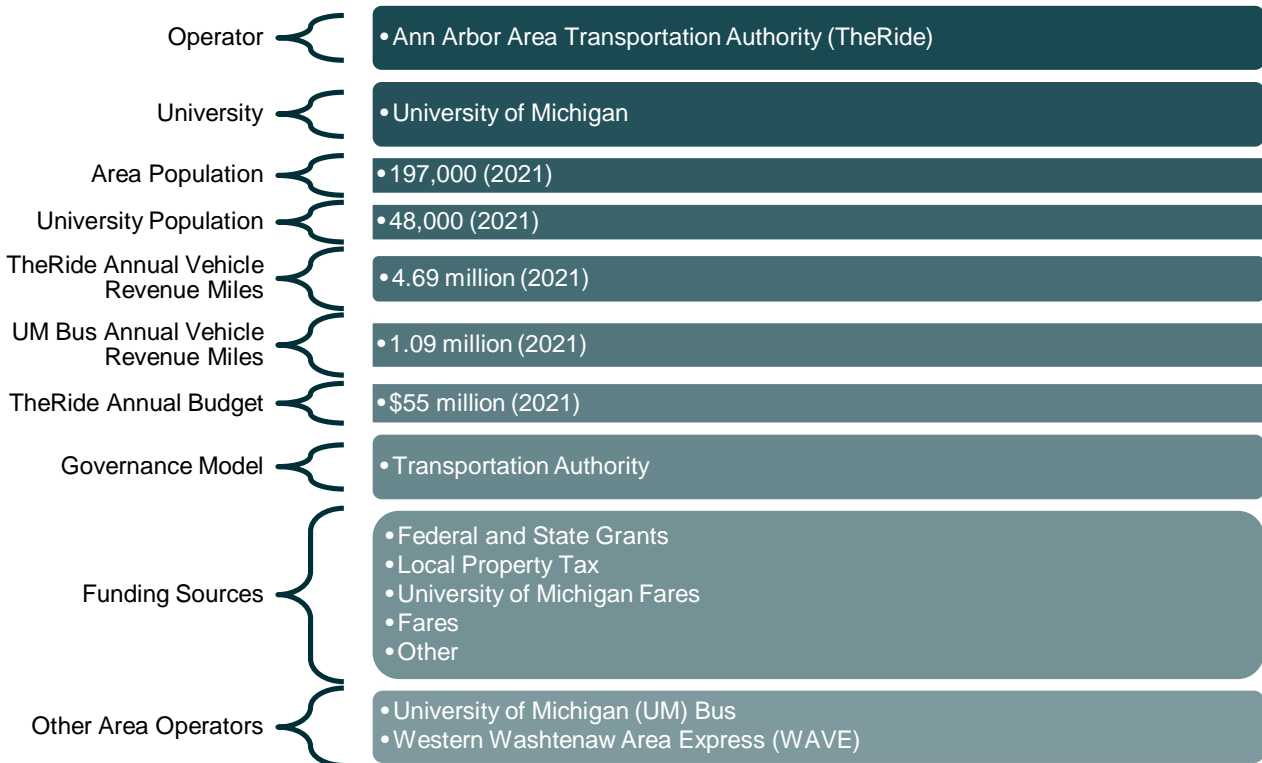 Operator
•Ann Arbor Area Transportation Authority (TheRide)
University
•University of Michigan
Area Population
•197,000 (2021)
University Population
•48,000 (2021)
TheRide Annual Vehicle
Revenue Miles
•4.69 million (2021)
UM Bus Annual Vehicle
Revenue Miles
•1.09 million (2021)
TheRide Annual Budget
•$55 million (2021)
Governance Model
•Transportation Authority
Funding Sources
•Federal and State Grants
•Local Property Tax
•University of Michigan Fares
•Fares
•Other
Other Area Operators
•University of Michigan (UM) Bus
•Western Washtenaw Area Express (WAVE)